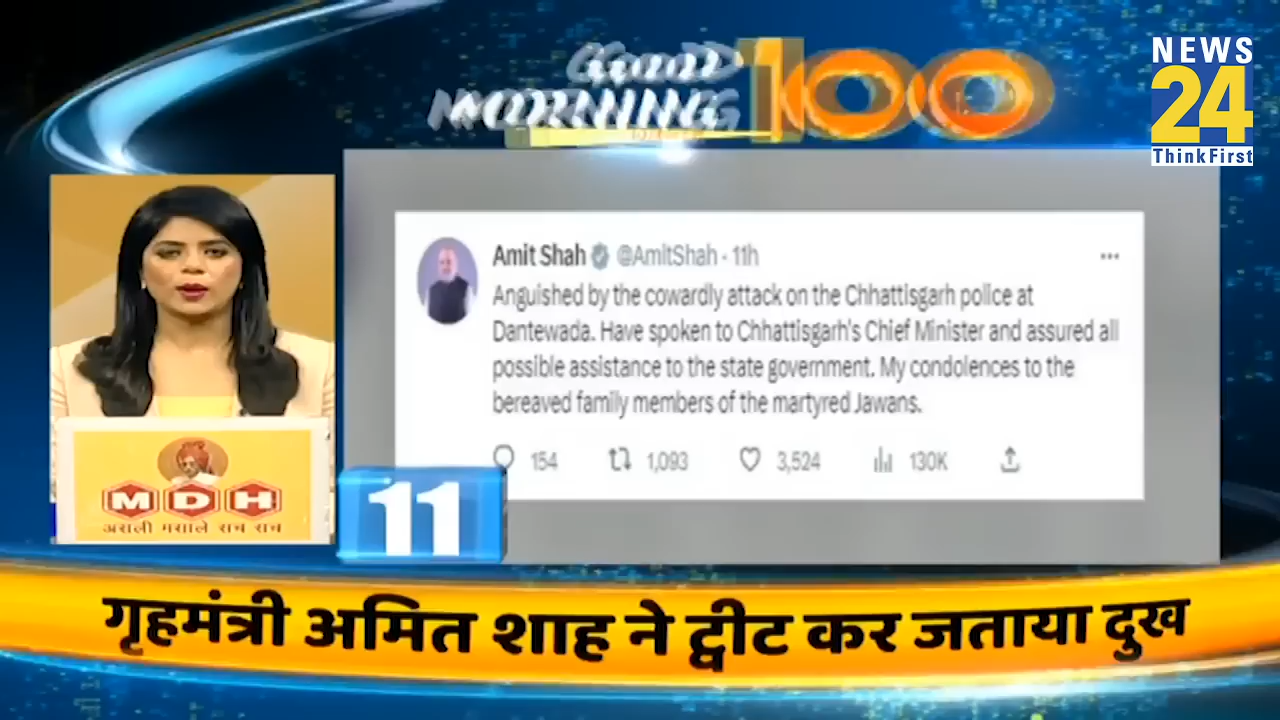 GOOD
MORNING 100
NEWS
24
ThinkFirst
Amit Shah @AmitShah · 11h
Anguished by the cowardly attack on the Chhattisgarh police at
Dantewada. Have spoken to Chhattisgarh's Chief Minister and assured all
possible assistance to the state government. My condolences to the
bereaved family members of the martyred Jawans.
154 1,093 3,524 130K
MDH
असली मसाले सच सच
11
गृहमंत्री अमित शाह ने ट्वीट कर जताया दुख